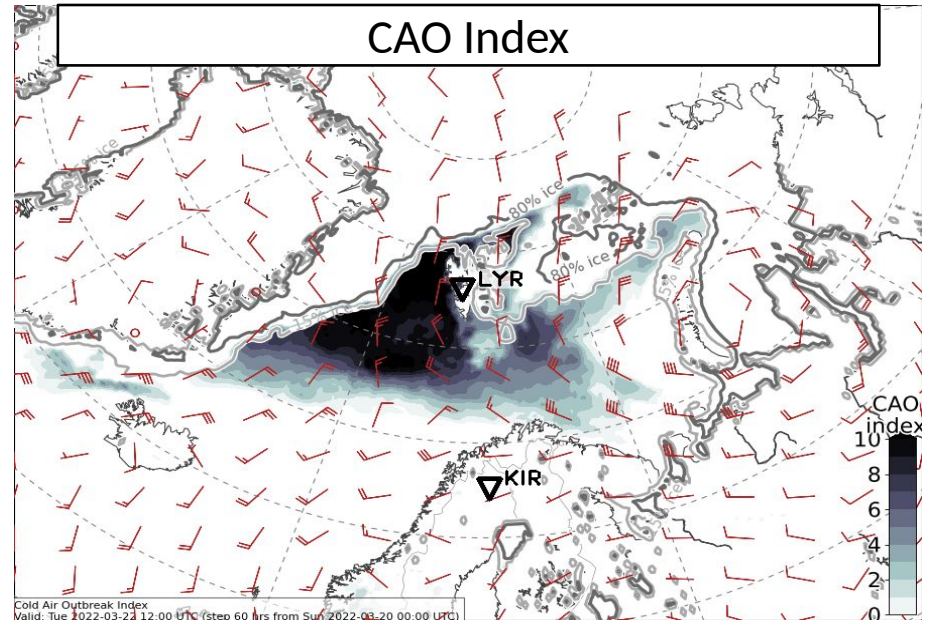 CAO Index
80% ice
LYR
80% ice
CAO
index
10
8
6
4
2
0
KIR
Cold Air Outbreak Index
Valid: Tue 2022-03-22 12:00 UTC (step 60 hrs from Sun 2022-03-20 00:00 UTC)